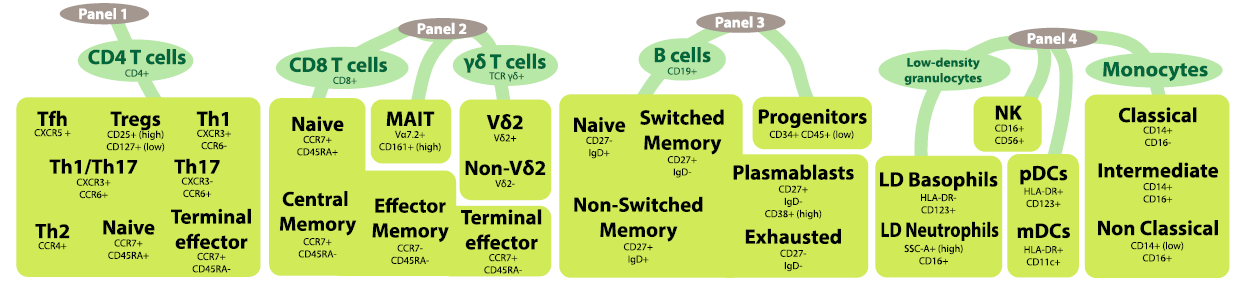 Panel 1
CD4 T cells
CD4+
Tfh
CXCR5 +
Tregs
CD25+ (high)
CD127+ (low)
Th1
CXCR3+
CCR6-
Th1/Th17
CXCR3+
CCR6+
Th17
CXCR3-
CCR6+
Th2
CCR4+
Naive
CCR7+
CD45RA+
Terminal
effector
CCR7+
CD45RA-
Panel 2
CD8 T cells
CD8+
Naive
CCR7+
CD45RA+
Central
Memory
CCR7+
CD45RA-
Effector
Memory
CCR7-
CD45RA-
Terminal
effector
CCR7+
CD45RA-
MAIT
Vα7.2+
CD161+ (high)
γδ T cells
TCR γδ+
Vδ2
Vδ2+
Non-Vδ2
Vδ2-
Panel 3
B cells
CD19+
Naive
CD27-
IgD+
Switched
Memory
CD27+
IgD-
Non-Switched
Memory
CD27+
IgD+
Progenitors
CD34+ CD45+ (low)
Plasmablasts
CD27+
IgD-
CD38+ (high)
Exhausted
CD27-
IgD-
Panel 4
Low-density
granulocytes
LD Basophils
HLA-DR-
CD123+
LD Neutrophils
SSC-A+ (high)
CD16+
NK
CD16+
CD56+
pDCs
HLA-DR+
CD123+
mDCs
HLA-DR+
CD11c+
Monocytes
Classical
CD14+
CD16-
Intermediate
CD14+
CD16+
Non Classical
CD14+ (low)
CD16+